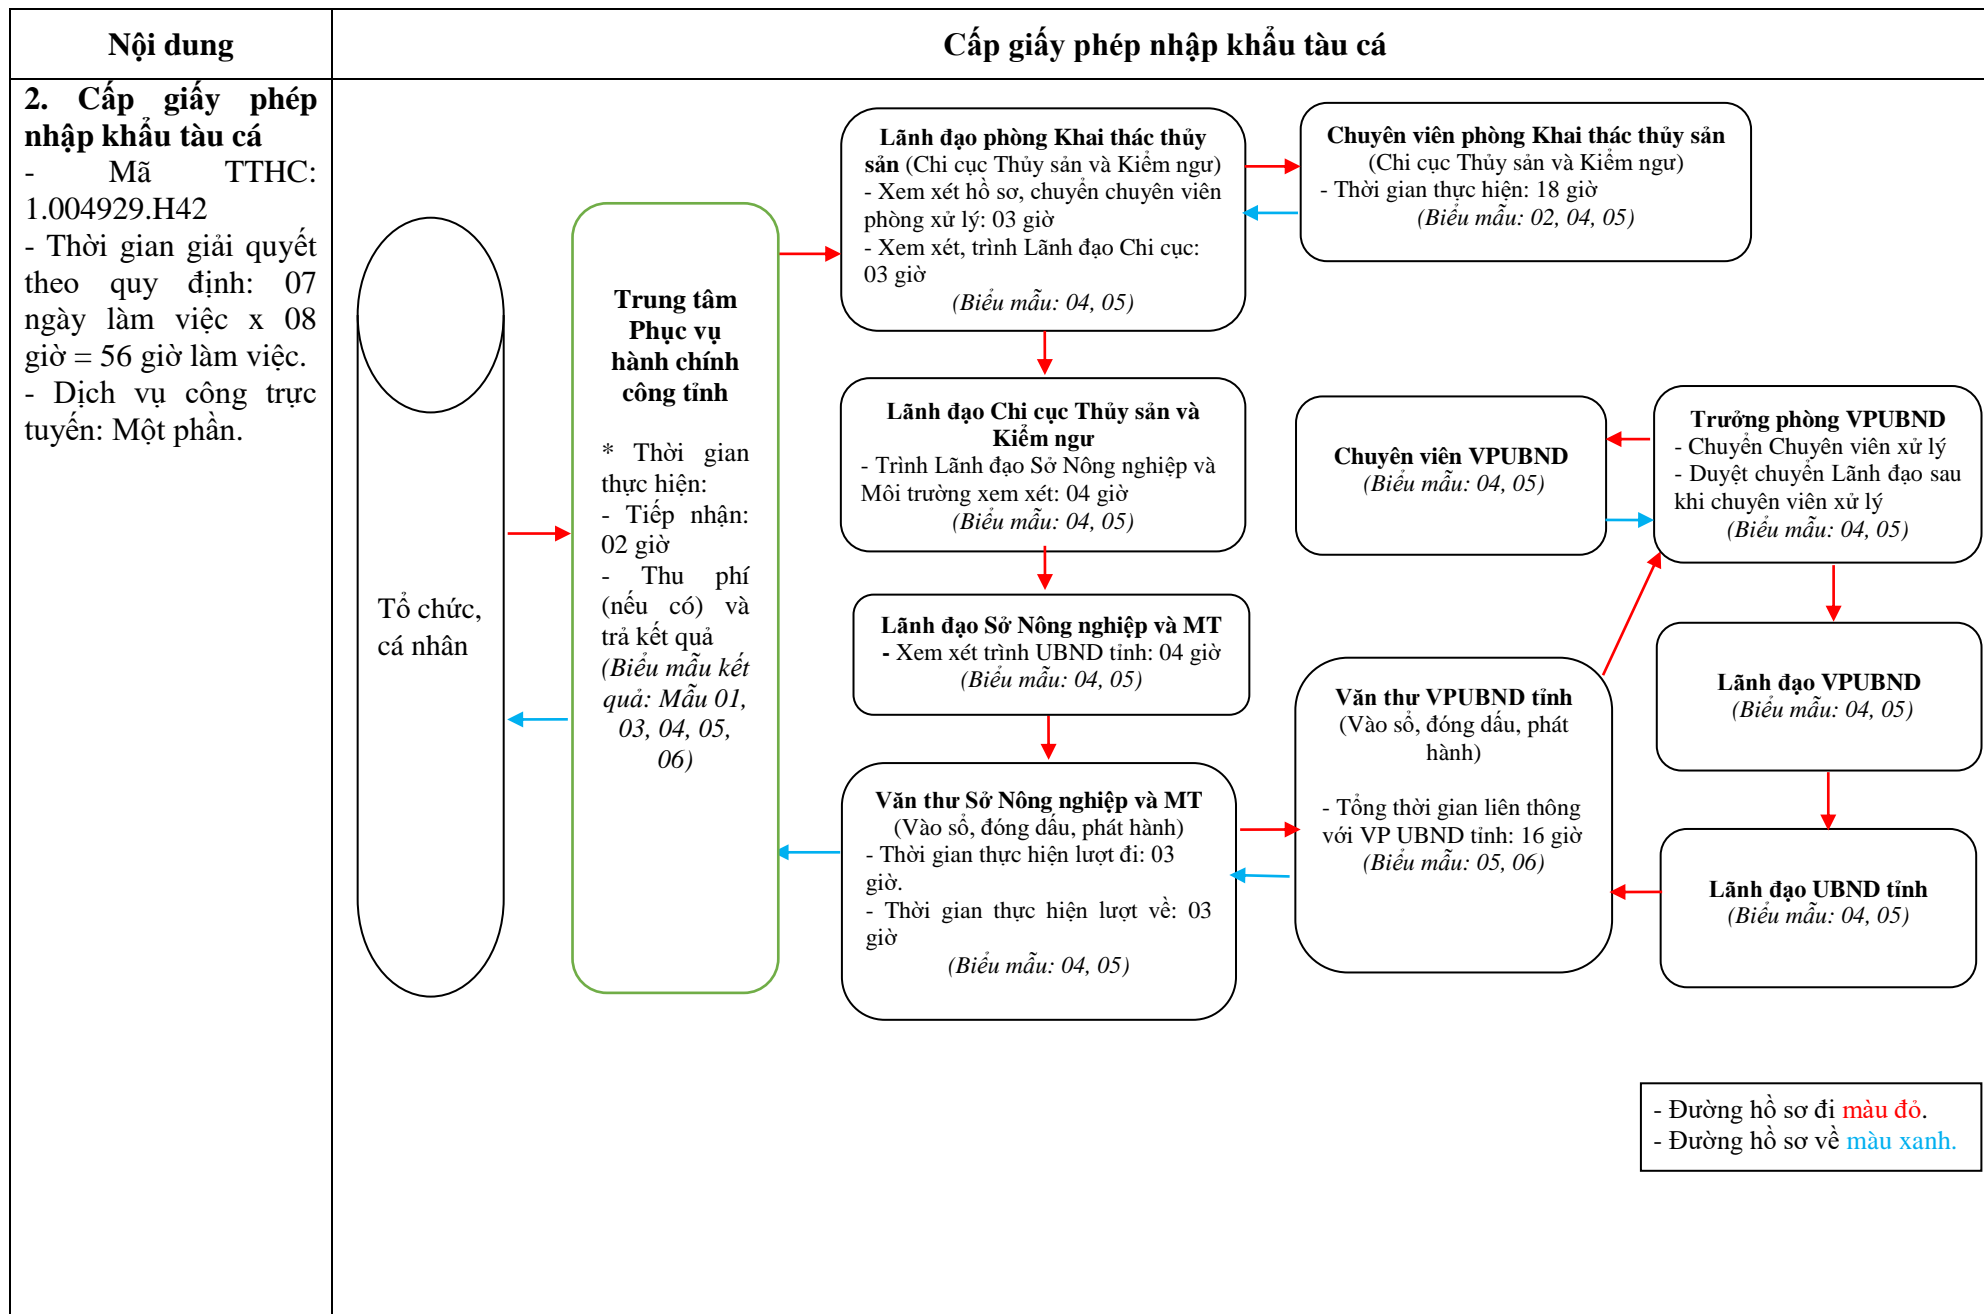 Nội dung
Cấp giấy phép nhập khẩu tàu cá
2. Cấp giấy phép
nhập khẩu tàu cá
- Mã TTHC:
1.004929.H42
- Thời gian giải quyết
theo quy định: 07
ngày làm việc x 08
giờ = 56 giờ làm việc.
- Dịch vụ công trực
tuyến: Một phần.
Tổ chức,
cá nhân
Trung tâm
Phục vụ
hành chính
công tỉnh
* Thời gian
thực hiện:
- Tiếp nhận:
02 giờ
- Thu phí
(nếu có) và
trả kết quả
(Biểu mẫu kết
quả: Mẫu 01,
03, 04, 05,
06)
Lãnh đạo phòng Khai thác thủy
sản (Chi cục Thủy sản và Kiểm ngư)
- Xem xét hồ sơ, chuyển chuyên viên
phòng xử lý: 03 giờ
- Xem xét, trình Lãnh đạo Chi cục:
03 giờ
(Biểu mẫu: 04, 05)
Chuyên viên phòng Khai thác thủy sản
(Chi cục Thủy sản và Kiểm ngư)
- Thời gian thực hiện: 18 giờ
(Biểu mẫu: 02, 04, 05)
Lãnh đạo Chi cục Thủy sản và
Kiểm ngư
- Trình Lãnh đạo Sở Nông nghiệp và
Môi trường xem xét: 04 giờ
(Biểu mẫu: 04, 05)
Lãnh đạo Sở Nông nghiệp và MT
- Xem xét trình UBND tỉnh: 04 giờ
(Biểu mẫu: 04, 05)
Văn thư Sở Nông nghiệp và MT
(Vào sổ, đóng dấu, phát hành)
- Thời gian thực hiện lượt đi: 03
giờ.
- Thời gian thực hiện lượt về: 03
giờ
(Biểu mẫu: 04, 05)
Văn thư VPUBND tỉnh
(Vào sổ, đóng dấu, phát
hành)
- Tổng thời gian liên thông
với VP UBND tỉnh: 16 giờ
(Biểu mẫu: 05, 06)
Chuyên viên VPUBND
(Biểu mẫu: 04, 05)
Trưởng phòng VPUBND
- Chuyển Chuyên viên xử lý
- Duyệt chuyển Lãnh đạo sau
khi chuyên viên xử lý
(Biểu mẫu: 04, 05)
Lãnh đạo VPUBND
(Biểu mẫu: 04, 05)
Lãnh đạo UBND tỉnh
(Biểu mẫu: 04, 05)
- Đường hồ sơ đi màu đỏ.
- Đường hồ sơ về màu xanh.